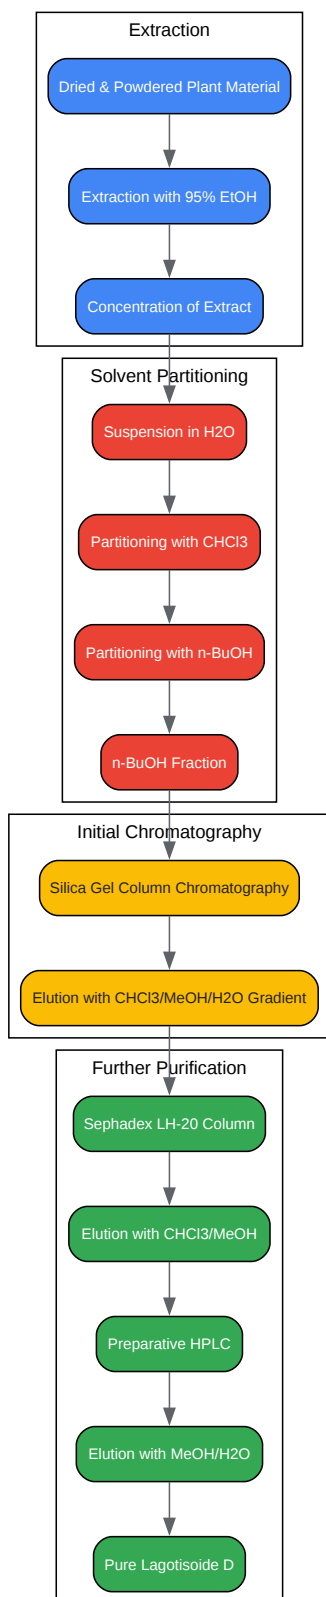 Extraction
Dried & Powdered Plant Material
Extraction with 95% EtOH
Concentration of Extract
Solvent Partitioning
Suspension in H2O
Partitioning with CHCl3
Partitioning with n-BuOH
n-BuOH Fraction
Initial Chromatography
Silica Gel Column Chromatography
Elution with CHCl3/MeOH/H2O Gradient
Further Purification
Sephadex LH-20 Column
Elution with CHCl3/MeOH
Preparative HPLC
Elution with MeOH/H2O
Pure Lagotisoide D